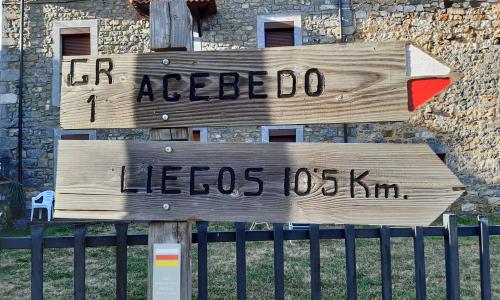 GR ACEBEDO
1
LIEGOS 10'5 Km.